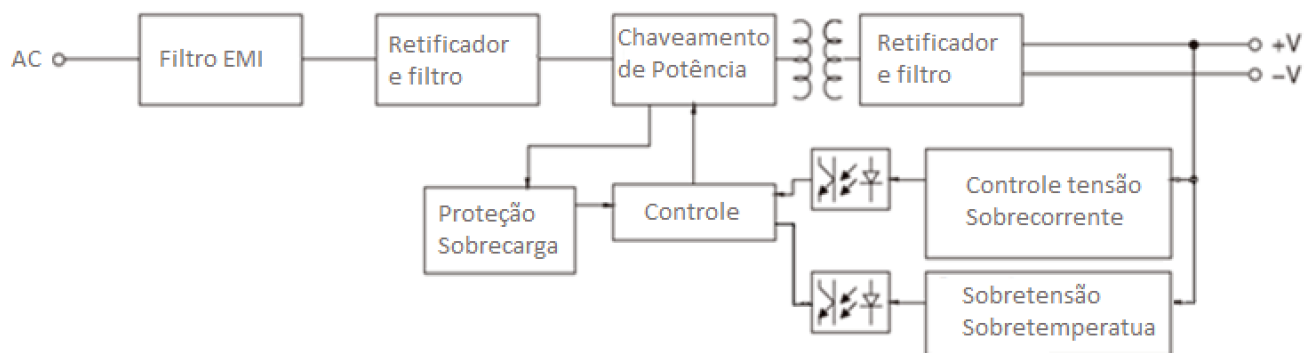 AC
Filtro EMI
Retificador
e filtro
Chaveamento
de Potência
Retificador
e filtro
+V
−V
Proteção
Sobrecarga
Controle
Controle tensão
Sobrecorrente
Sobretensão
Sobretemperatua